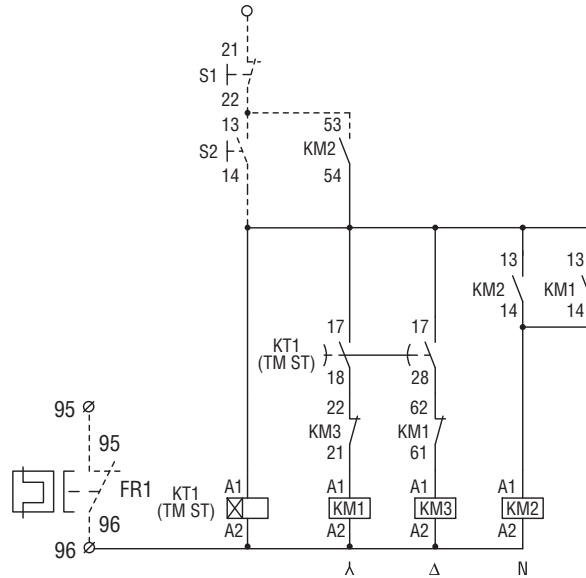 21
S1
22
13
S2
14
53
KM2
54
13
KM2
14
13
KM1
14
17
KT1
(TM ST)
18
17
28
22
KM3
21
62
KM1
61
95
95
FR1
96
96
KT1
(TM ST)
A1
A2
A1
KM1
A2
A1
KM3
A2
A1
KM2
A2
Δ
N